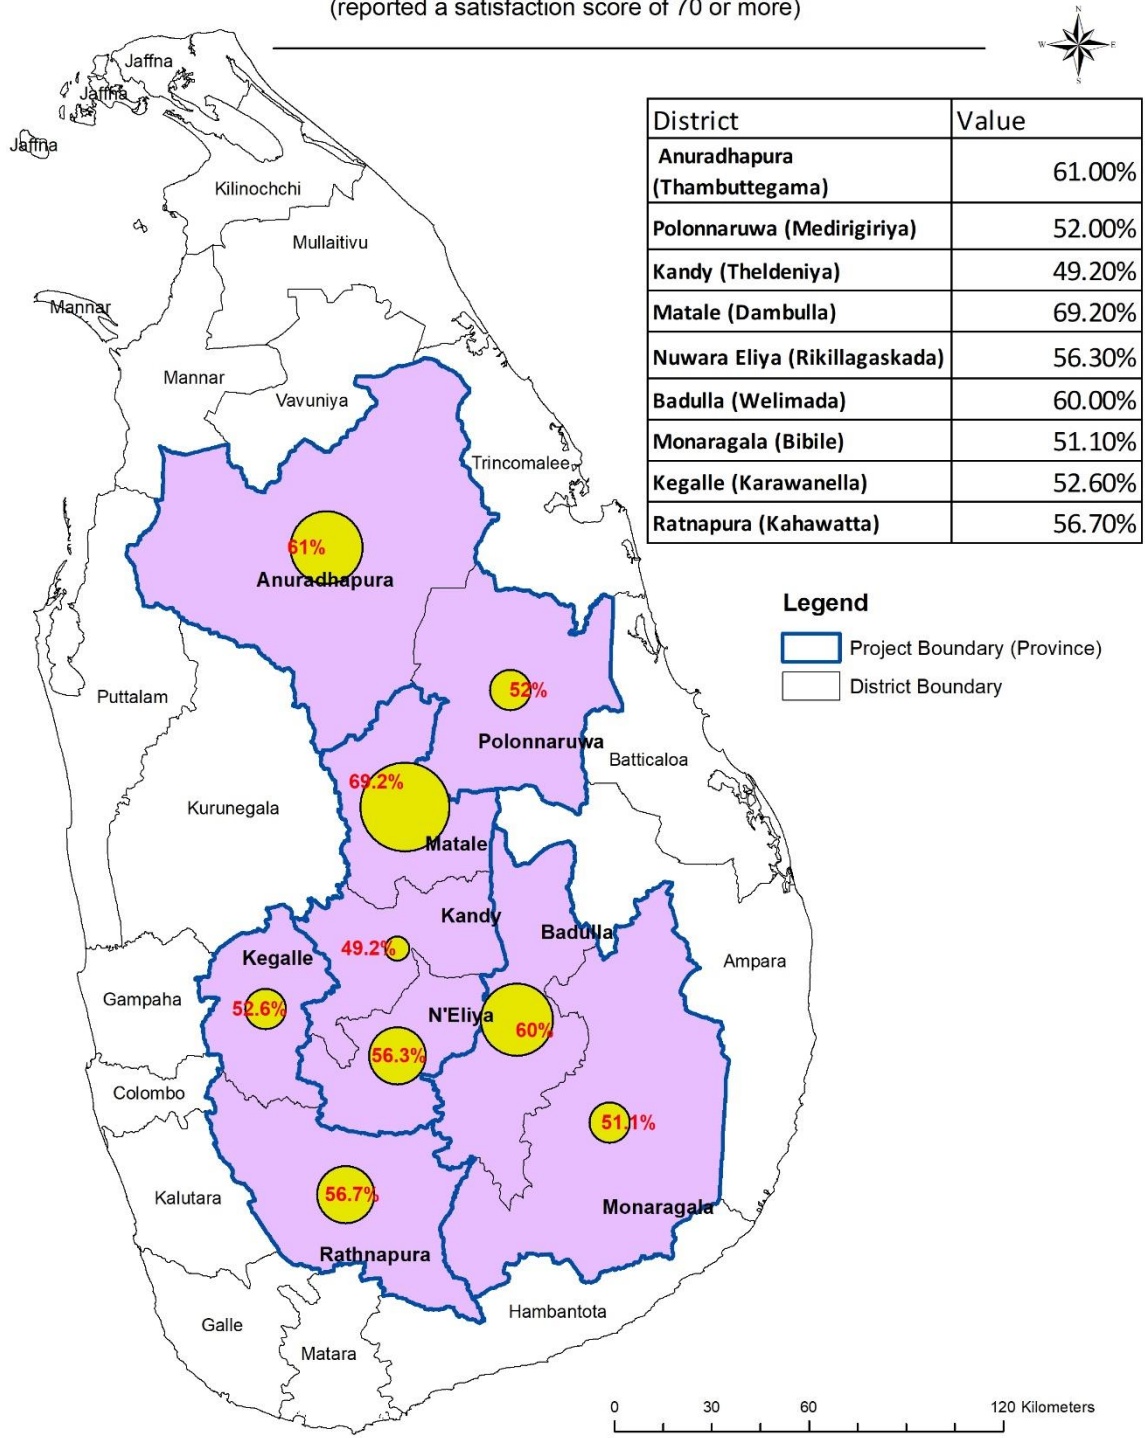 (reported a satisfaction score of 70 or more)
N
W
E
S
District Value
Anuradhapura
(Thambuttegama) 61.00%
Polonnaruwa (Medirigiriya) 52.00%
Kandy (Theldeniya) 49.20%
Matale (Dambulla) 69.20%
Nuwara Eliya (Rikillagaskada) 56.30%
Badulla (Welimada) 60.00%
Monaragala (Bibile) 51.10%
Kegalle (Karawanella) 52.60%
Ratnapura (Kahawatta) 56.70%
Jaffna
Jaffna
Jaffna
Kilinochchi
Mullaitivu
Mannar
Mannar
Vavuniya
Trincomalee
61%
Anuradhapura
Legend
Project Boundary (Province)
District Boundary
52%
Puttalam
Polonnaruwa
Batticaloa
69.2%
Kurunegala
Matale
Kandy
Badulla
49.2%
Kegalle
Ampara
Gampaha
52.6%
N'Eliya
60%
56.3%
Colombo
51.1%
Kalutara
56.7%
Monaragala
Rathnapura
Hambantota
Galle
Matara
0 30 60 120 Kilometers